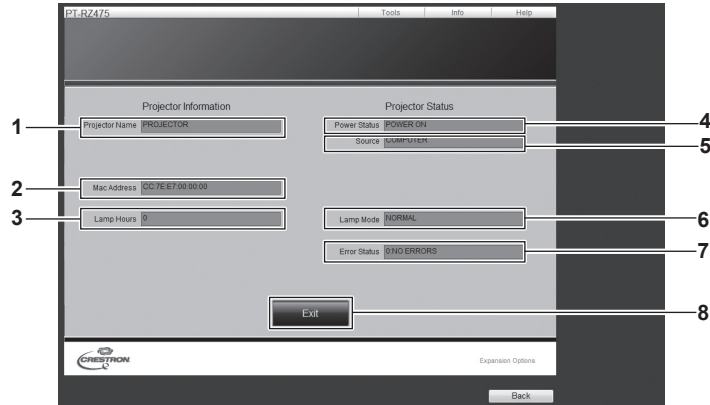 PT-RZ475
Tools Info Help
Projector Information
Projector Status
1
Projector Name PROJECTOR
Power Status POWER ON
4
Source COMPUTER
5
2
Mac Address CC:7E:E7:00:00:00
3
Lamp Hours 0
Lamp Mode NORMAL
6
Error Status 0:NO ERRORS
7
Exit
8
CRESTRON
Expansion Options
Back